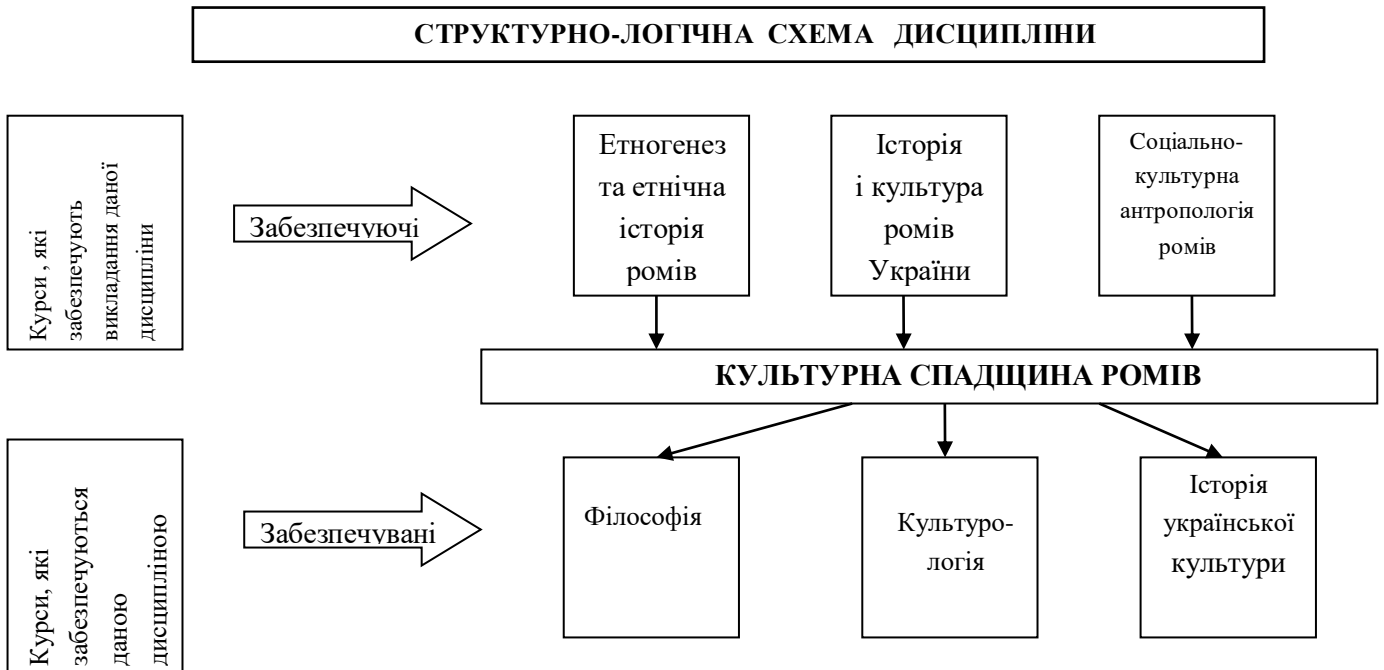 СТРУКТУРНО-ЛОГІЧНА СХЕМА ДИСЦИПЛІНИ
Курси , які
забезпечують
викладання даної
дисципліни
Забезпечуючі
Етногенез
та етнічна
історія
ромів
Історія
і культура
ромів
України
Соціально-
культурна
антропологія
ромів
КУЛЬТУРНА СПАДЩИНА РОМІВ
Курси, які
забезпечуються
даною
дисципліною
Забезпечувані
Філософія
Культуро-
логія
Історія
української
культури